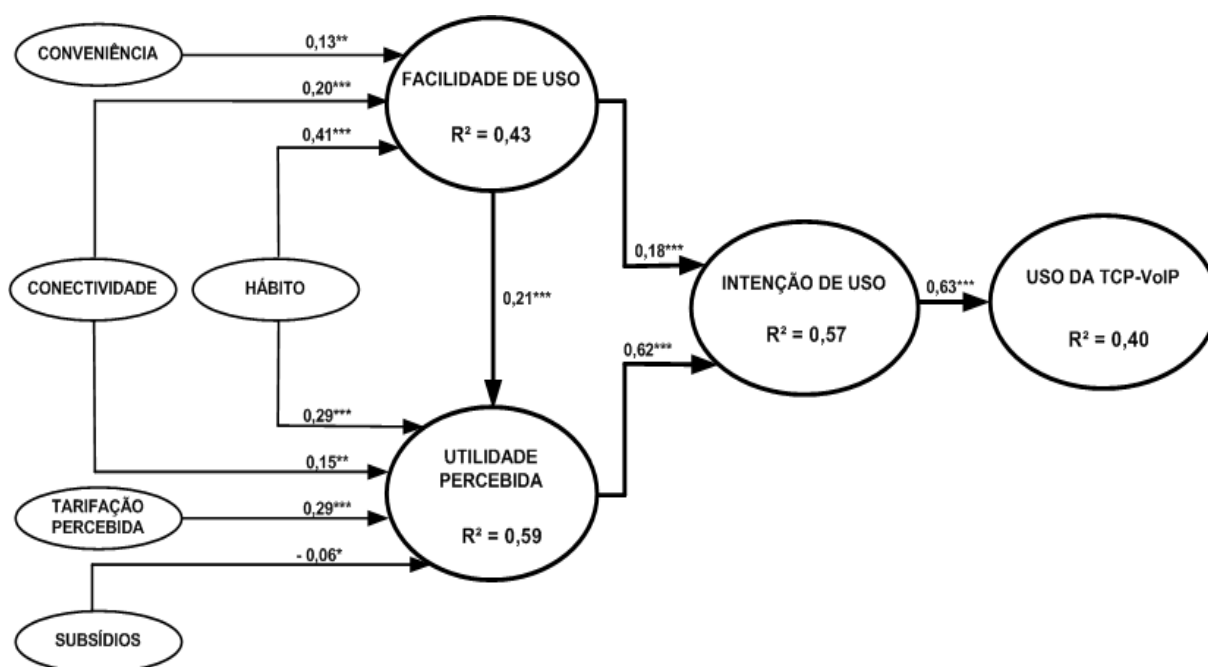 CONVENIÊNCIA
0,13**
FACILIDADE DE USO
0,20***
R² = 0,43
0,41***
CONECTIVIDADE
HÁBITO
0,21***
0,18***
INTENÇÃO DE USO
R² = 0,57
0,63***
USO DA TCP-VoIP
R² = 0,40
0,62***
0,29***
UTILIDADE
PERCEBIDA
R² = 0,59
0,15**
TARIFAÇÃO
PERCEBIDA
0,29***
- 0,06*
SUBSÍDIOS